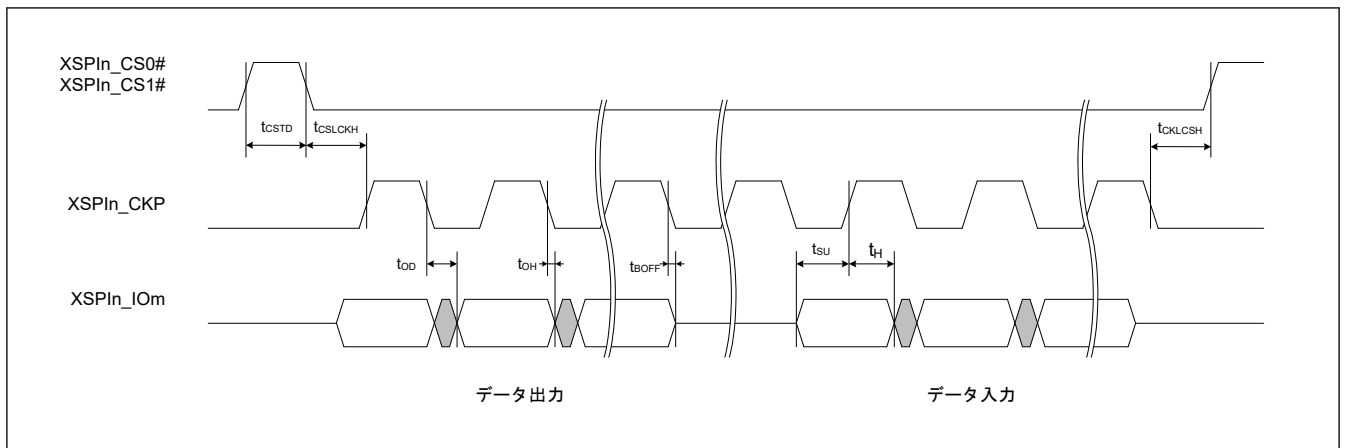 XSPIn_CS0#
XSPIn_CS1#
tCSTD
tCSLCKH
tCKLCSH
XSPIn_CKP
tOD
tOH
tBOFF
tSU
tH
XSPIn_IOm
データ出力
データ入力